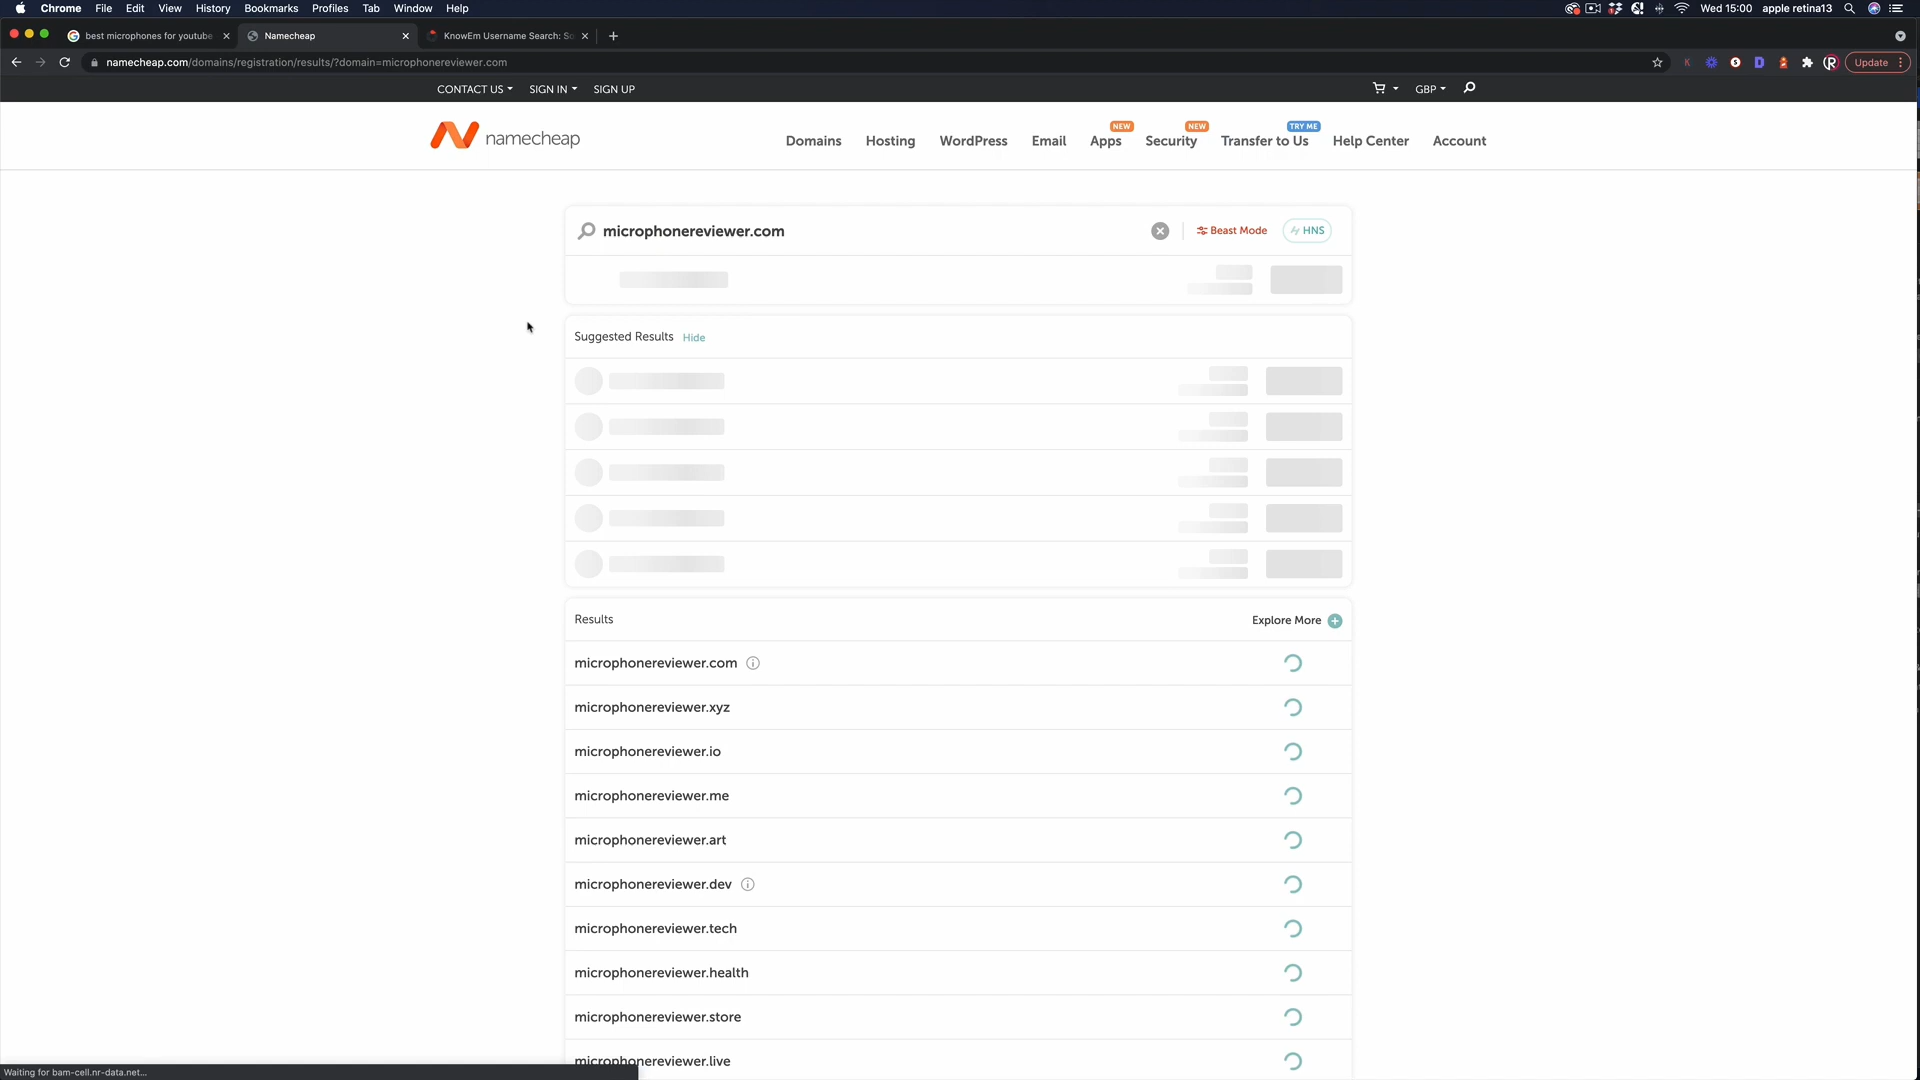 Chrome File Edit View History Bookmarks Profiles Tab Window Help Wed 15:00 apple retina13
best microphones for youtube Namecheap KnowEm Username Search: So
namecheap.com/domains/registration/results/?domain=microphonereviewer.com Update
CONTACT US SIGN IN SIGN UP GBP
namecheap
Domains Hosting WordPress Email Apps NEW Security NEW Transfer to Us TRY ME Help Center Account
microphonereviewer.com Beast Mode HNS
Suggested Results Hide
Results Explore More
microphonereviewer.com
microphonereviewer.xyz
microphonereviewer.io
microphonereviewer.me
microphonereviewer.art
microphonereviewer.dev
microphonereviewer.tech
microphonereviewer.health
microphonereviewer.store
microphonereviewer.live
Waiting for bam-cell.nr-data.net...